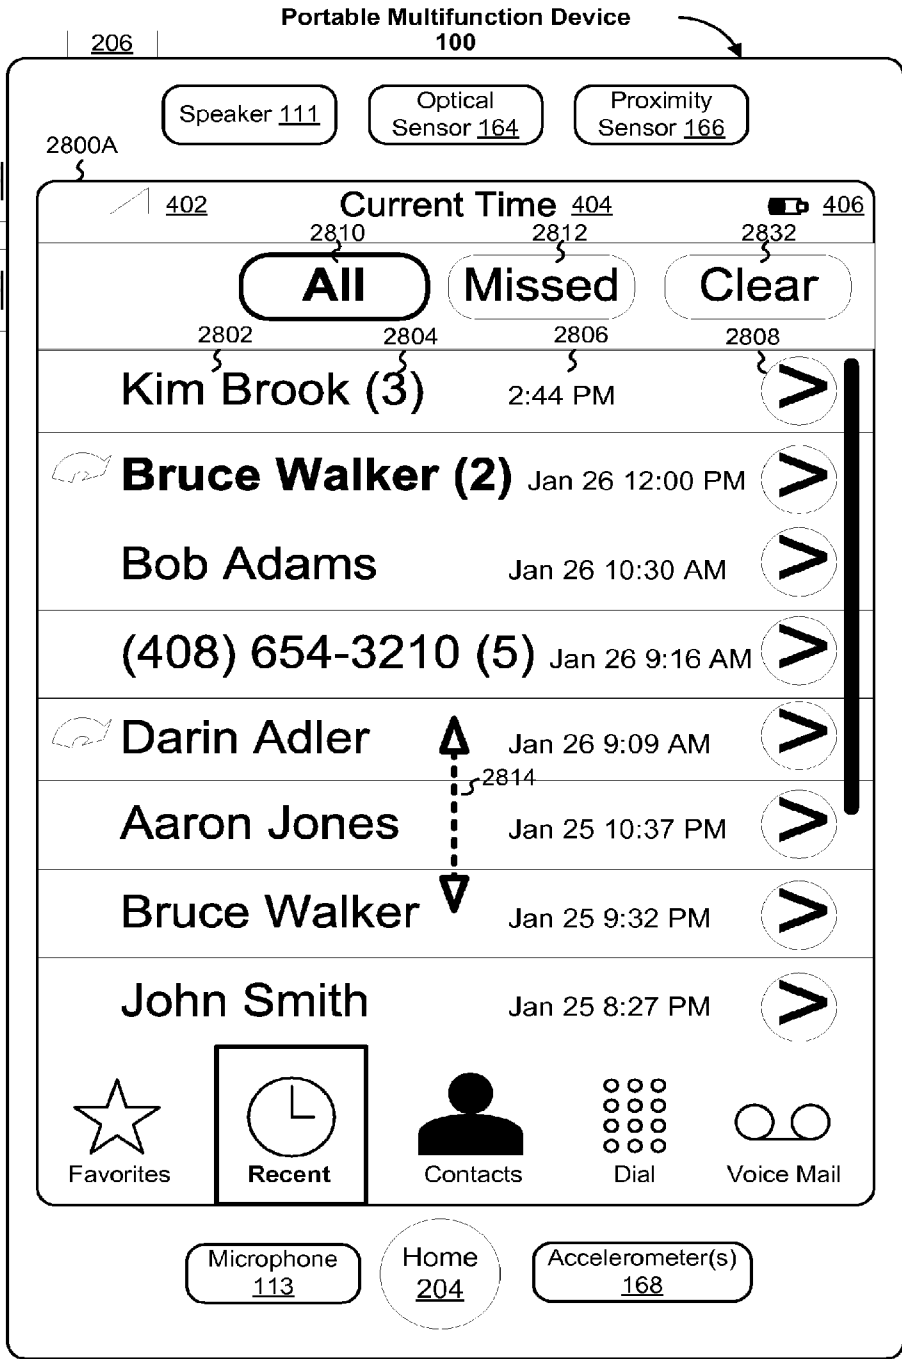 Portable Multifunction Device
100
206
Speaker 111
Optical
Sensor 164
Proximity
Sensor 166
2800A
402
Current Time 404
406
2810
2812
2832
All
Missed
Clear
2802
2804
2806
2808
Kim Brook (3) 2:44 PM >
Bruce Walker (2) Jan 26 12:00 PM >
Bob Adams Jan 26 10:30 AM >
(408) 654-3210 (5) Jan 26 9:16 AM >
Darin Adler Jan 26 9:09 AM >
2814
Aaron Jones Jan 25 10:37 PM >
Bruce Walker Jan 25 9:32 PM >
John Smith Jan 25 8:27 PM >
Favorites
Recent
Contacts
Dial
Voice Mail
Microphone
113
Home
204
Accelerometer(s)
168